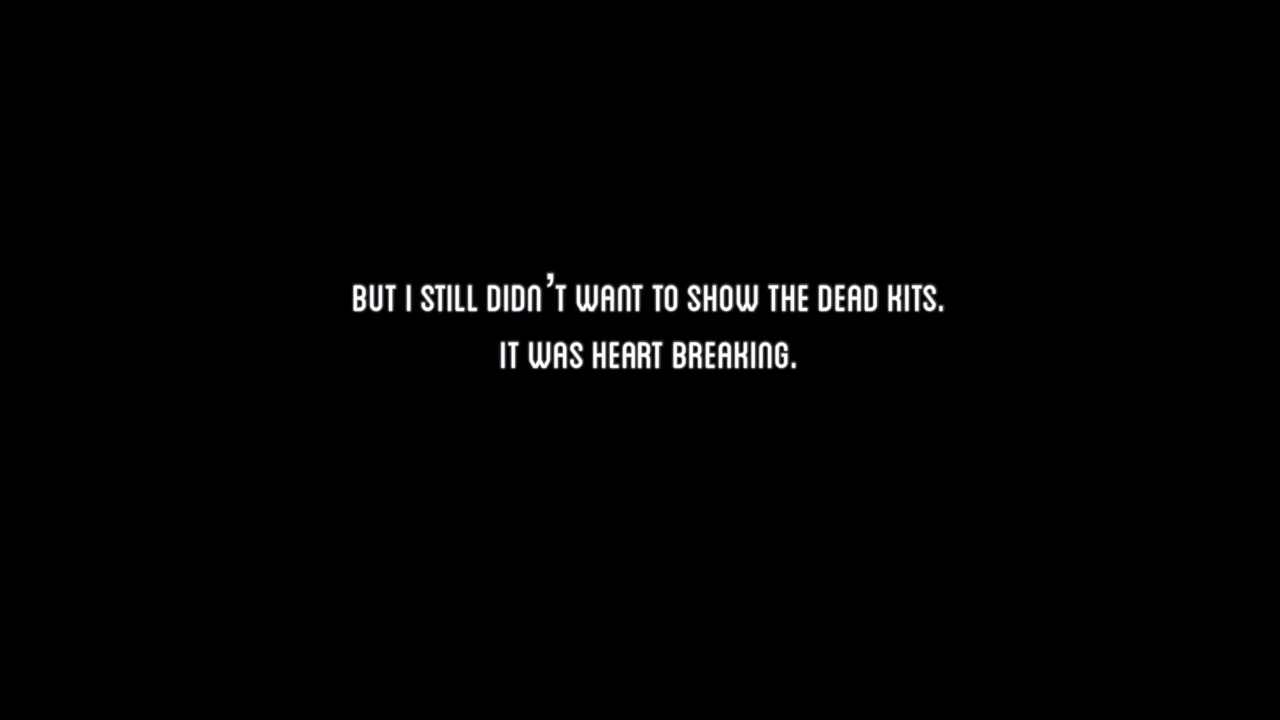 BUT I STILL DIDN'T WANT TO SHOW THE DEAD KITS.
IT WAS HEART BREAKING.